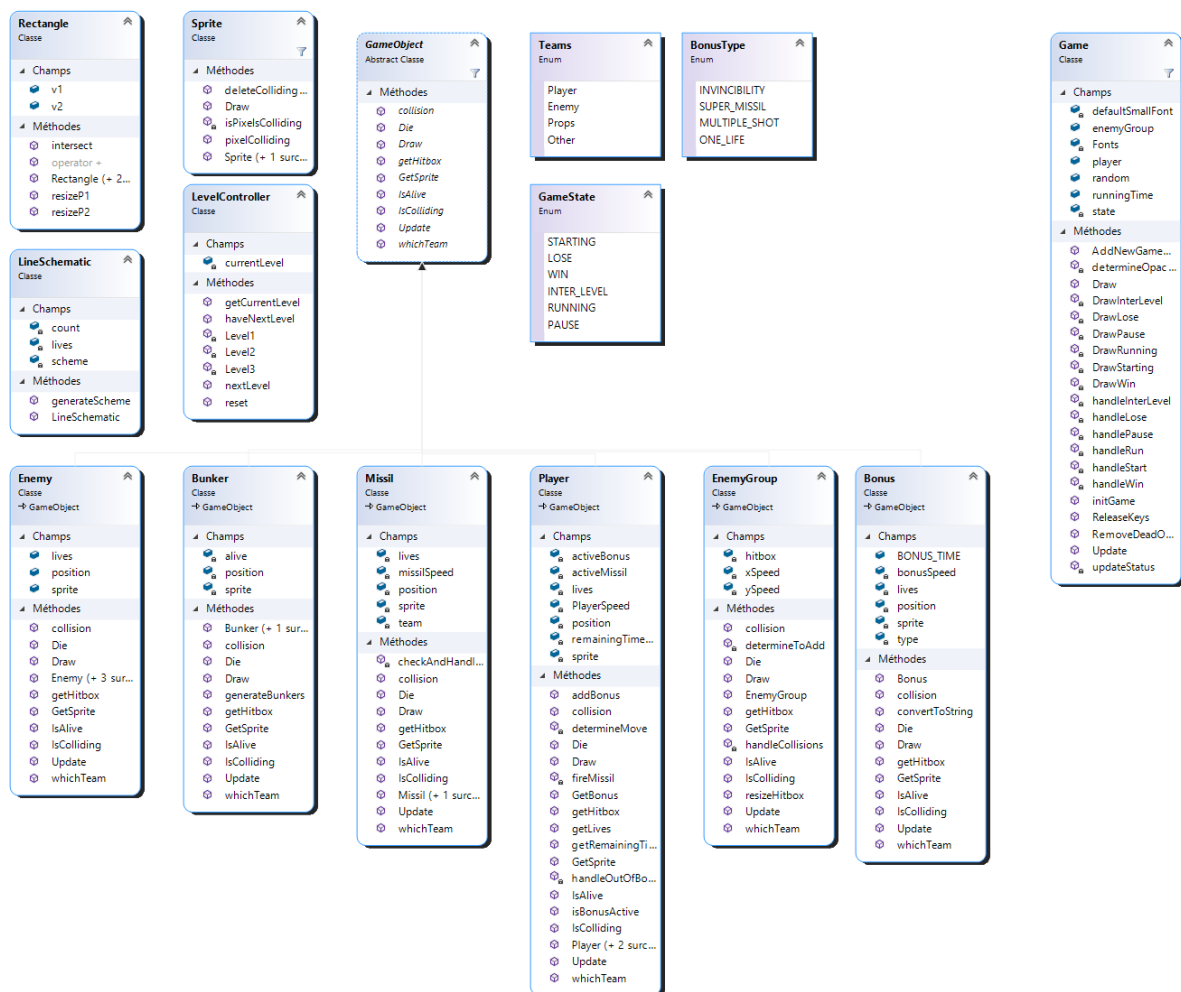 Rectangle
Classe
Champs
v1
v2
Méthodes
intersect
operator +
Rectangle (+ 2...
resizeP1
resizeP2
Sprite
Classe
Méthodes
deleteColliding...
Draw
isPixelsColliding
pixelColliding
Sprite (+ 1 surc...
GameObject
Abstract Classe
Méthodes
collision
Die
Draw
getHitbox
GetSprite
IsAlive
IsColliding
Update
whichTeam
Teams
Enum
Player
Enemy
Props
Other
BonusType
Enum
INVINCIBILITY
SUPER_MISSIL
MULTIPLE_SHOT
ONE_LIFE
Game
Classe
Champs
defaultSmallFont
enemyGroup
Fonts
player
random
runningTime
state
Méthodes
AddNewGame...
determineOpac...
Draw
DrawInterLevel
DrawLose
DrawPause
DrawRunning
DrawStarting
DrawWin
handleInterLevel
handleLose
handlePause
handleRun
handleStart
handleWin
initGame
ReleaseKeys
RemoveDeadO...
Update
updateStatus
LineSchematic
Classe
Champs
count
lives
scheme
Méthodes
generateScheme
LineSchematic
LevelController
Classe
Champs
currentLevel
Méthodes
getCurrentLevel
haveNextLevel
Level1
Level2
Level3
nextLevel
reset
GameState
Enum
STARTING
LOSE
WIN
INTER_LEVEL
RUNNING
PAUSE
Enemy
Classe
GameObject
Champs
lives
position
sprite
Méthodes
collision
Die
Draw
Enemy (+ 3 sur...
getHitbox
GetSprite
IsAlive
IsColliding
Update
whichTeam
Bunker
Classe
GameObject
Champs
alive
position
sprite
Méthodes
Bunker (+ 1 sur...
collision
Die
Draw
generateBunkers
getHitbox
GetSprite
IsAlive
IsColliding
Update
whichTeam
Missil
Classe
GameObject
Champs
lives
missilSpeed
position
sprite
team
Méthodes
checkAndHandl...
collision
Die
Draw
getHitbox
GetSprite
IsAlive
IsColliding
Missil (+ 1 surc...
Update
whichTeam
Player
Classe
GameObject
Champs
activeBonus
activeMissil
lives
PlayerSpeed
position
remainingTime...
sprite
Méthodes
addBonus
collision
determineMove
Die
Draw
fireMissil
GetBonus
getHitbox
getLives
getRemainingTi...
GetSprite
handleOutOfBo...
IsAlive
isBonusActive
IsColliding
Player (+ 2 surc...
Update
whichTeam
EnemyGroup
Classe
GameObject
Champs
hitbox
xSpeed
ySpeed
Méthodes
collision
determineToAdd
Die
Draw
EnemyGroup
getHitbox
GetSprite
handleCollisions
IsAlive
IsColliding
resizeHitbox
Update
whichTeam
Bonus
Classe
GameObject
Champs
BONUS_TIME
bonusSpeed
lives
position
sprite
type
Méthodes
Bonus
collision
convertToString
Die
Draw
getHitbox
GetSprite
IsAlive
IsColliding
Update
whichTeam